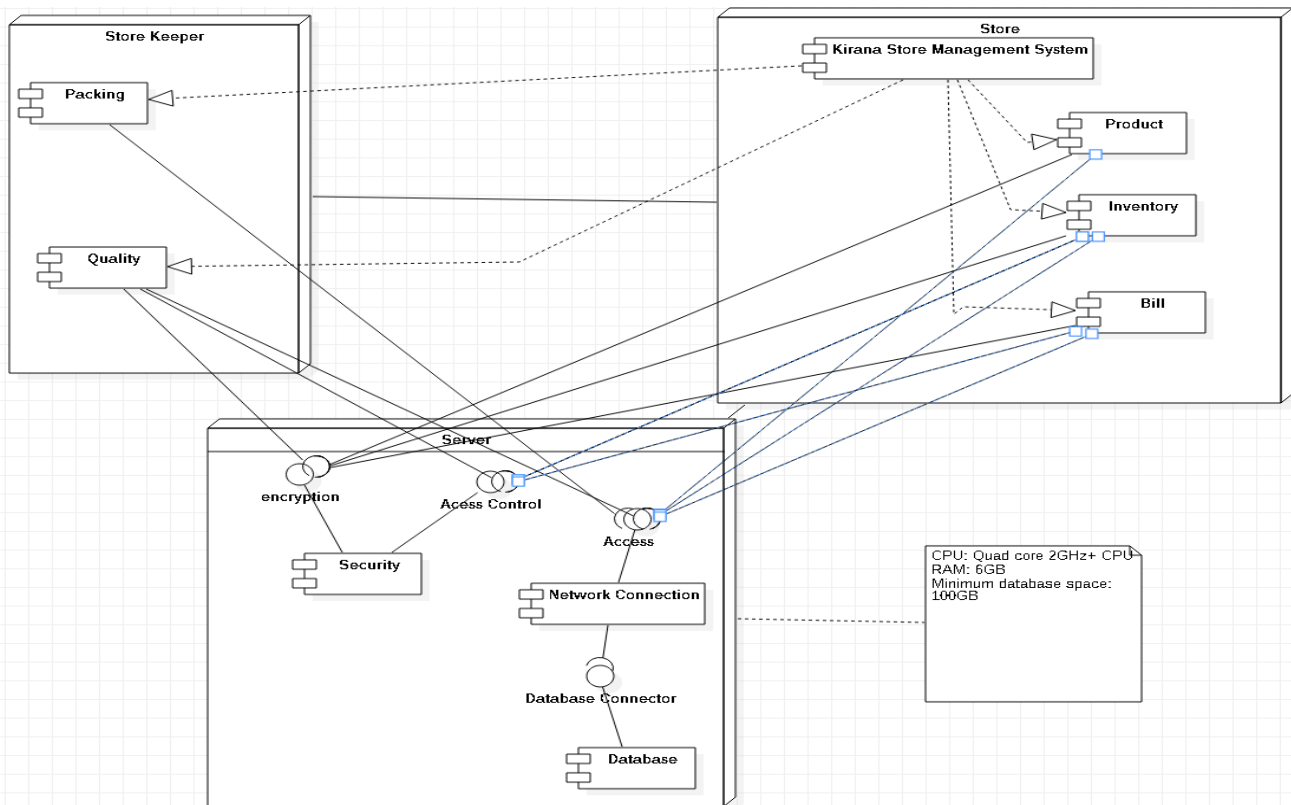 Store Keeper
Store
Kirana Store Management System
Packing
Product
Inventory
Quality
Bill
Server
encryption
Acess Control
Access
Security
Network Connection
Database Connector
Database
CPU: Quad core 2GHz+ CPU
RAM: 6GB
Minimum database space:
100GB